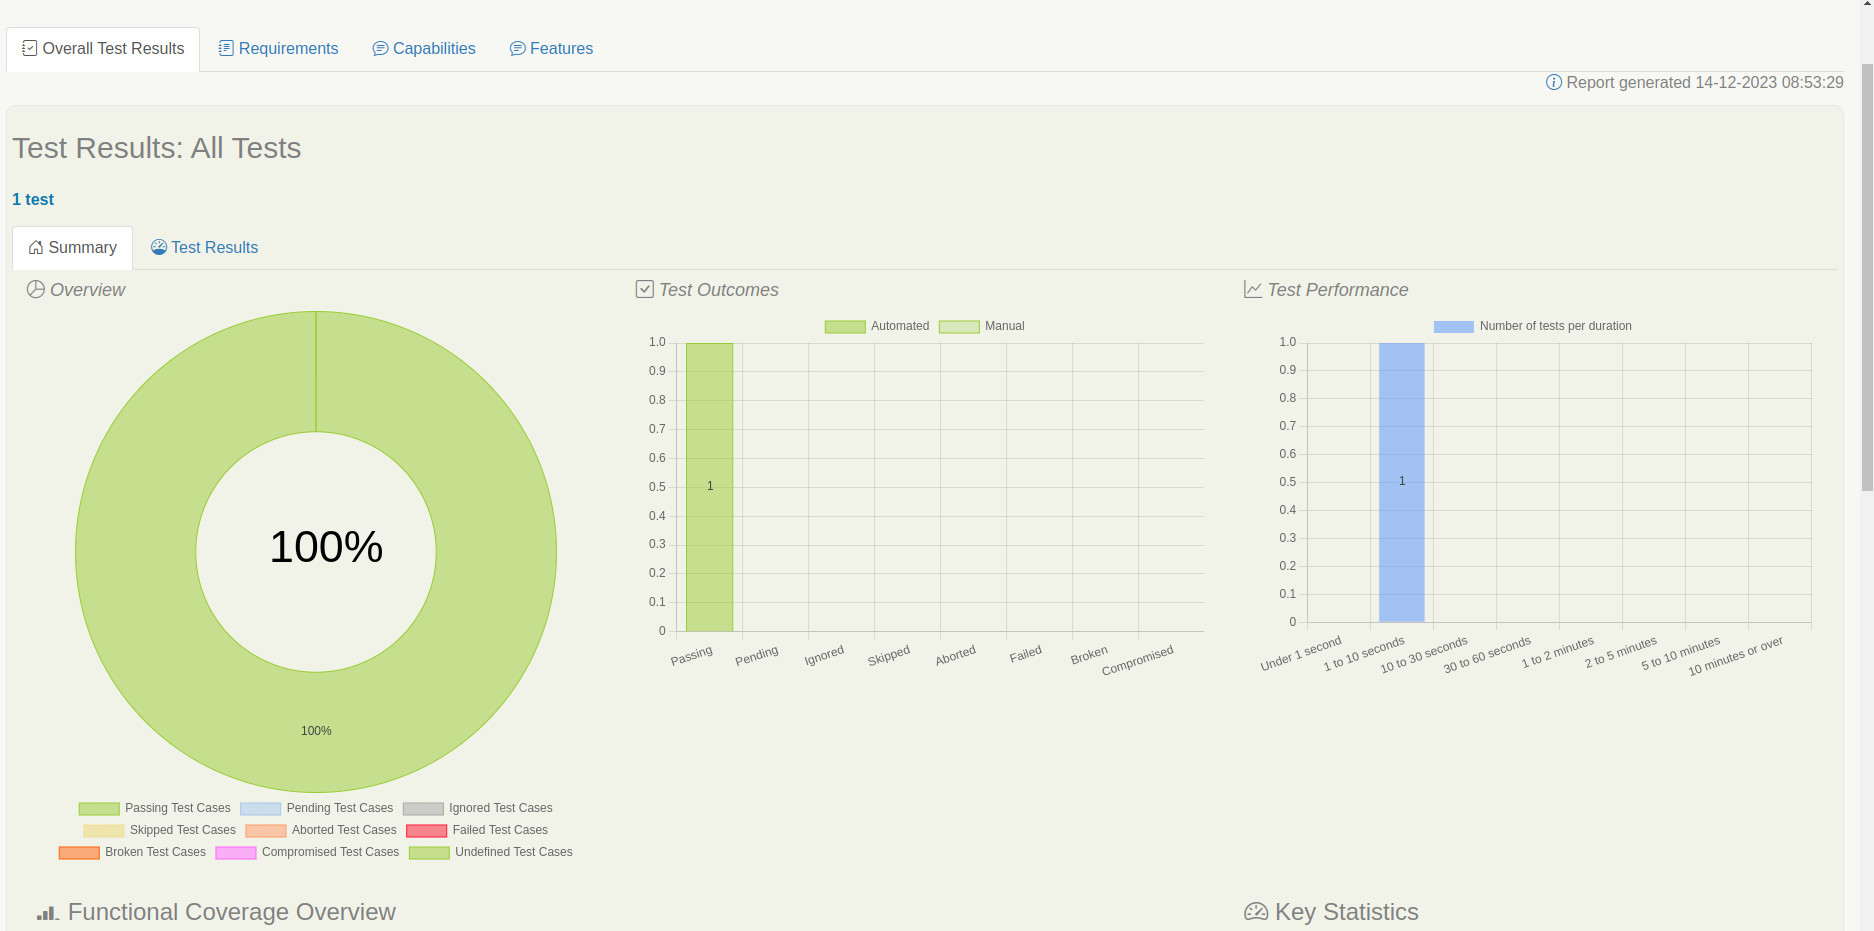 Overall Test Results Requirements Capabilities Features
Report generated 14-12-2023 08:53:29
Test Results: All Tests
1 test
Summary Test Results
Overview
100%
100%
Passing Test Cases Pending Test Cases Ignored Test Cases
Skipped Test Cases Aborted Test Cases Failed Test Cases
Broken Test Cases Compromised Test Cases Undefined Test Cases
Test Outcomes
Automated Manual
1.0
0.9
0.8
0.7
0.6
0.5
0.4
0.3
0.2
0.1
0
1
Passing Pending Ignored Skipped Aborted Failed Broken Compromised
Test Performance
Number of tests per duration
1.0
0.9
0.8
0.7
0.6
0.5
0.4
0.3
0.2
0.1
0
1
Under 1 second 1 to 10 seconds 10 to 30 seconds 30 to 60 seconds 1 to 2 minutes 2 to 5 minutes 5 to 10 minutes 10 minutes or over
Functional Coverage Overview
Key Statistics